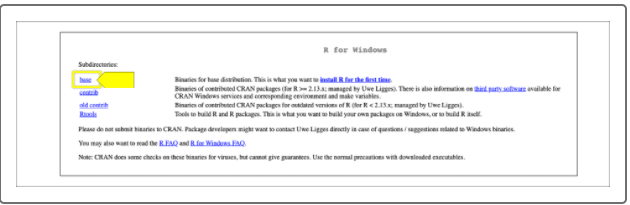 R for Windows
Subdirectories:
base Binaries for base distribution. This is what you want to install R for the first time.
contrib Binaries of contributed CRAN packages (for R >= 2.13.x; managed by Uwe Ligges). There is also information on third party software available for
CRAN Windows services and corresponding environment and make variables.
old contrib Binaries of contributed CRAN packages for outdated versions of R (for R < 2.13.x; managed by Uwe Ligges).
Rtools Tools to build R and R packages. This is what you want to build your own packages on Windows, or to build R itself.
Please do not submit binaries to CRAN. Package developers might want to contact Uwe Ligges directly in case of questions / suggestions related to Windows binaries.
You may also want to read the R FAQ and R for Windows FAQ.
Note: CRAN does some checks on these binaries for viruses, but cannot give guarantees. Use the normal precautions with downloaded executables.